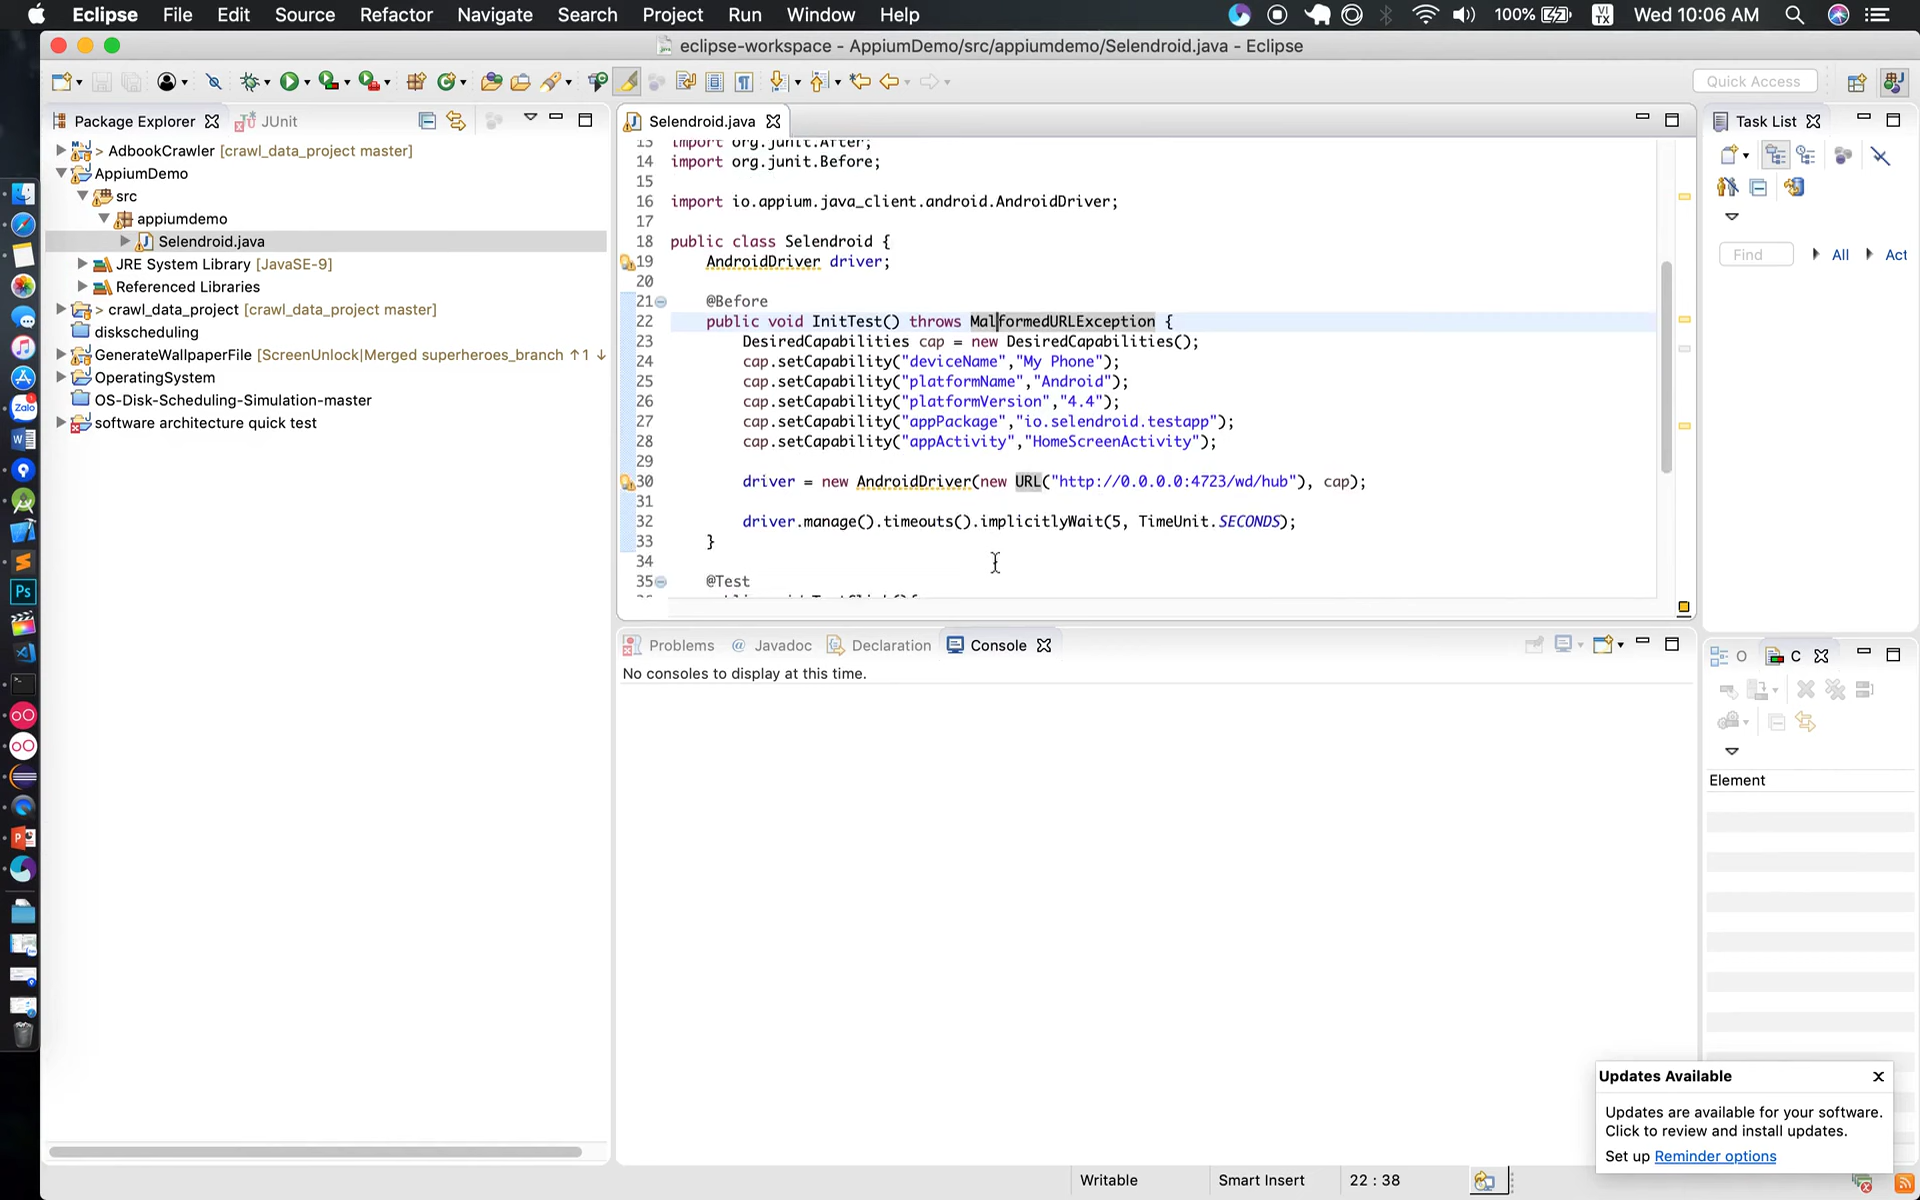 Eclipse File Edit Source Refactor Navigate Search Project Run Window Help 100% VI TX Wed 10:06 AM
eclipse-workspace - AppiumDemo/src/appiumdemo/Selendroid.java - Eclipse
Quick Access
Package Explorer
JUnit
> AdbookCrawler [crawl_data_project master]
AppiumDemo
src
appiumdemo
Selendroid.java
JRE System Library [JavaSE-9]
Referenced Libraries
> crawl_data_project [crawl_data_project master]
diskscheduling
GenerateWallpaperFile [ScreenUnlock|Merged superheroes_branch ↑1 ↓
OperatingSystem
OS-Disk-Scheduling-Simulation-master
software architecture quick test
Zalo
Ps
Selendroid.java
13 import org.junit.After;
14 import org.junit.Before;
15
16 import io.appium.java_client.android.AndroidDriver;
17
18 public class Selendroid {
19 AndroidDriver driver;
20
21 @Before
22 public void InitTest() throws MalformedURLException {
23 DesiredCapabilities cap = new DesiredCapabilities();
24 cap.setCapability("deviceName","My Phone");
25 cap.setCapability("platformName","Android");
26 cap.setCapability("platformVersion","4.4");
27 cap.setCapability("appPackage","io.selendroid.testapp");
28 cap.setCapability("appActivity","HomeScreenActivity");
29
30 driver = new AndroidDriver(new URL("http://0.0.0.0:4723/wd/hub"), cap);
31
32 driver.manage().timeouts().implicitlyWait(5, TimeUnit.SECONDS);
33 }
34
35 @Test
Task List
Find All Act
Problems @ Javadoc Declaration Console
No consoles to display at this time.
O C
Element
Updates Available
Updates are available for your software.
Click to review and install updates.
Set up Reminder options
Writable Smart Insert 22 : 38